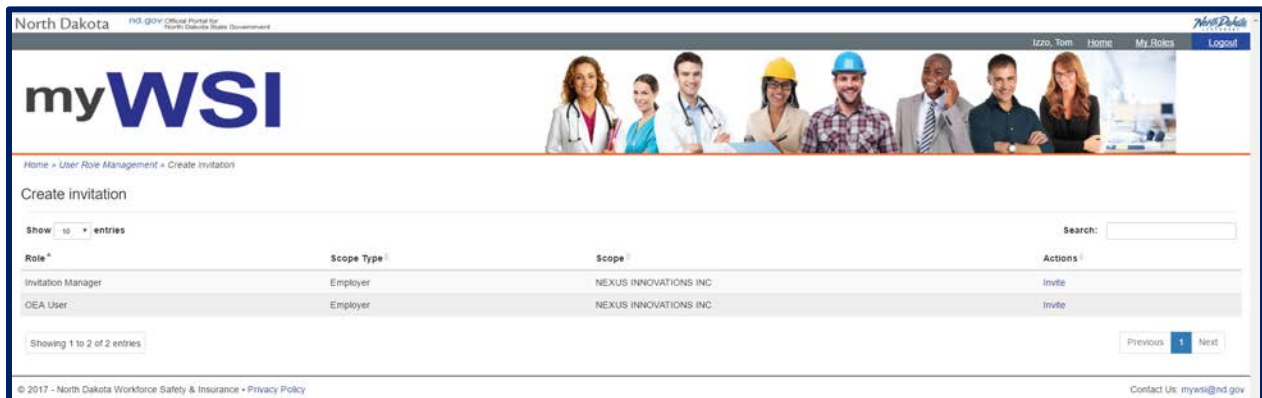 North Dakota nd.gov Official Portal for
North Dakota State Government
North Dakota
Izzo, Tom Home My Roles Logout
myWSI
Home » User Role Management » Create Invitation
Create invitation
Show 10 entries Search:
Role Scope Type Scope Actions
Invitation Manager Employer NEXUS INNOVATIONS INC Invite
OEA User Employer NEXUS INNOVATIONS INC Invite
Showing 1 to 2 of 2 entries Previous 1 Next
© 2017 - North Dakota Workforce Safety & Insurance • Privacy Policy Contact Us: mywsi@nd.gov